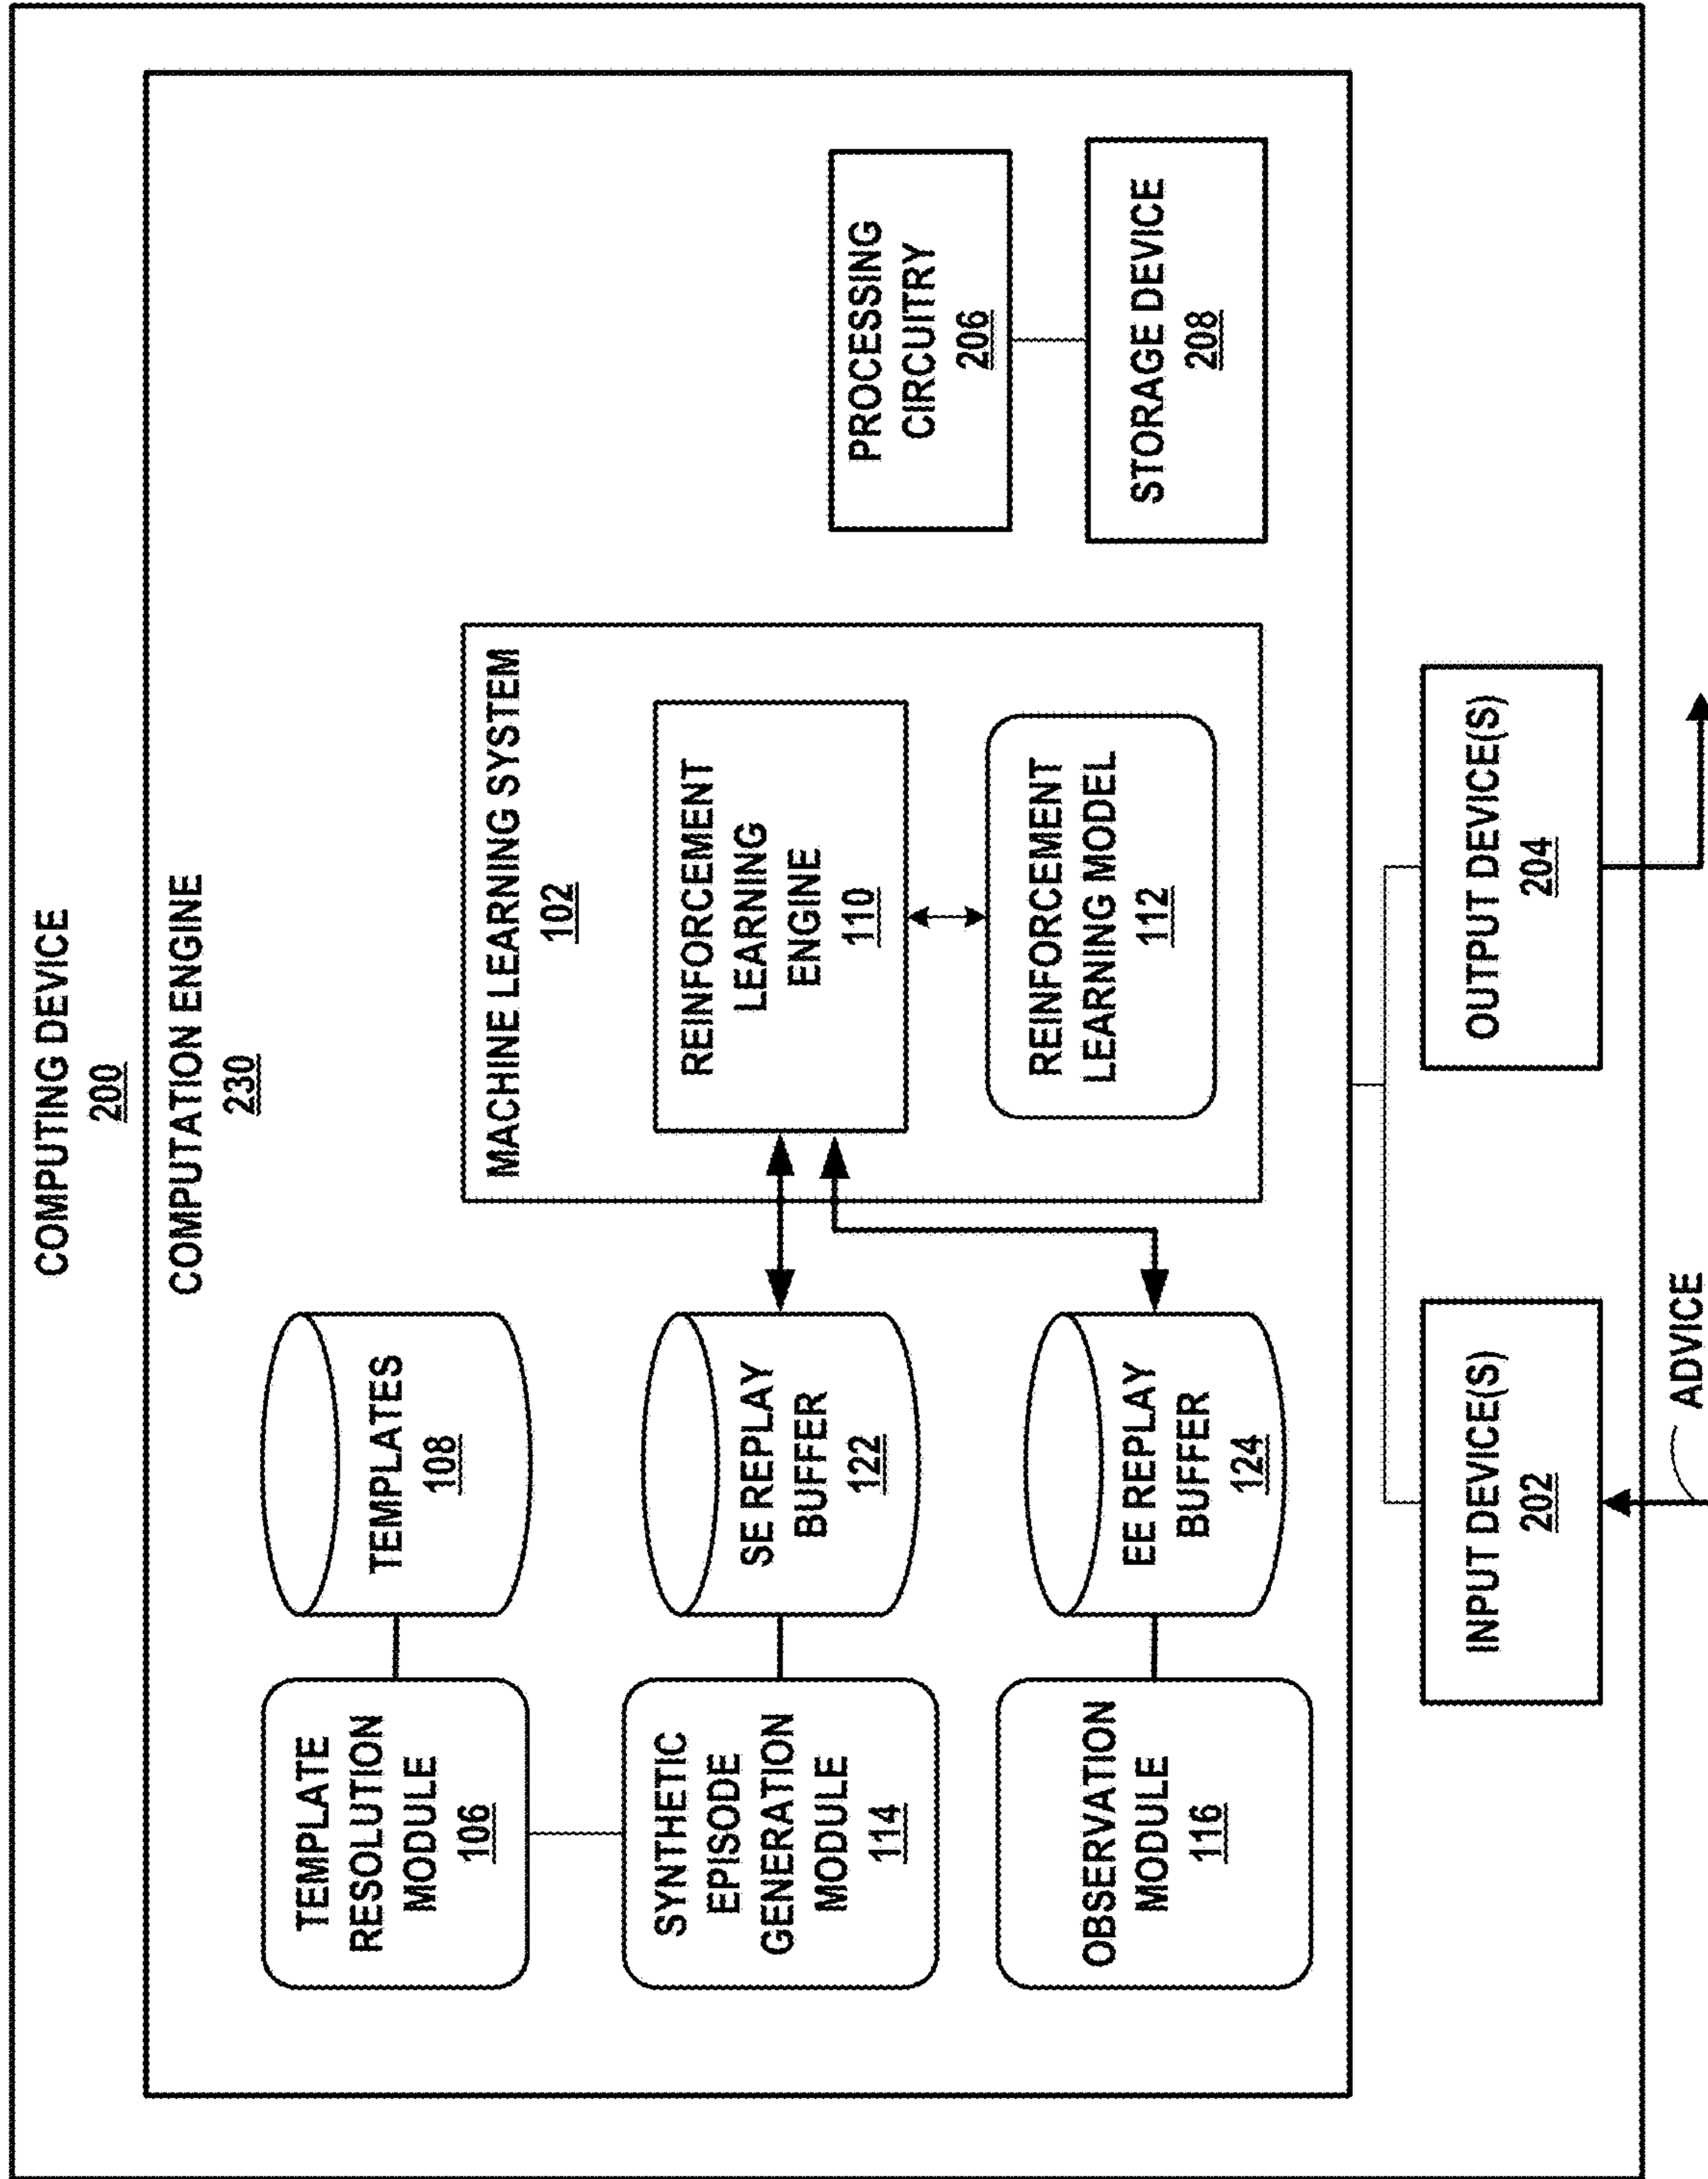 COMPUTING DEVICE
200
COMPUTATION ENGINE
230
TEMPLATE
RESOLUTION
MODULE
106
TEMPLATES
108
SYNTHETIC
EPISODE
GENERATION
MODULE
114
SE REPLAY
BUFFER
122
OBSERVATION
MODULE
116
EE REPLAY
BUFFER
124
MACHINE LEARNING SYSTEM
102
REINFORCEMENT
LEARNING
ENGINE
110
REINFORCEMENT
LEARNING MODEL
112
PROCESSING
CIRCUITRY
206
STORAGE DEVICE
208
INPUT DEVICE(S)
202
OUTPUT DEVICE(S)
204
ADVICE